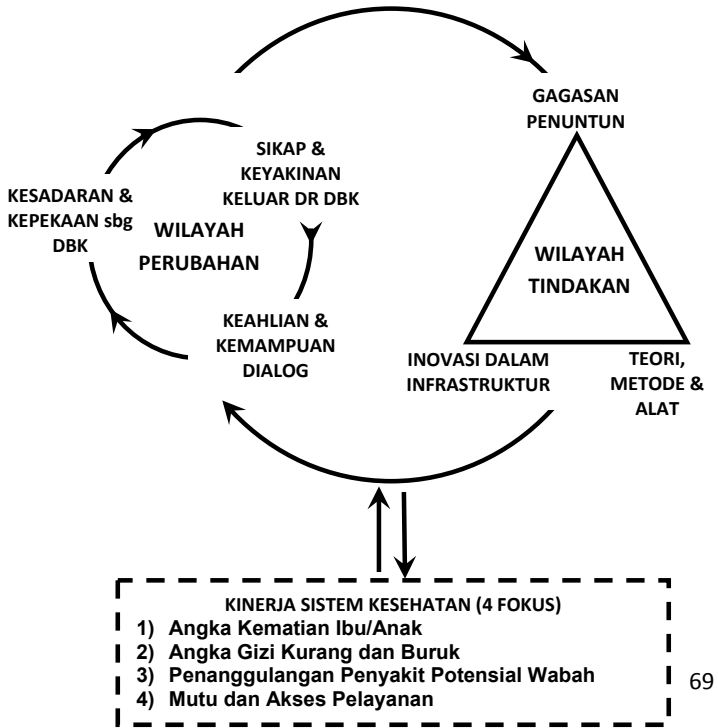 GAGASAN
PENUNTUN
SIKAP &
KEYAKINAN
KELUAR DR DBK
KESADARAN &
KEPEKAAN sbg
DBK
WILAYAH
PERUBAHAN
WILAYAH
TINDAKAN
KEAHLIAN &
KEMAMPUAN
DIALOG
INOVASI DALAM
INFRASTRUKTUR
TEORI,
METODE &
ALAT
KINERJA SISTEM KESEHATAN (4 FOKUS)
1) Angka Kematian Ibu/Anak
2) Angka Gizi Kurang dan Buruk
3) Penanggulangan Penyakit Potensial Wabah
4) Mutu dan Akses Pelayanan
69